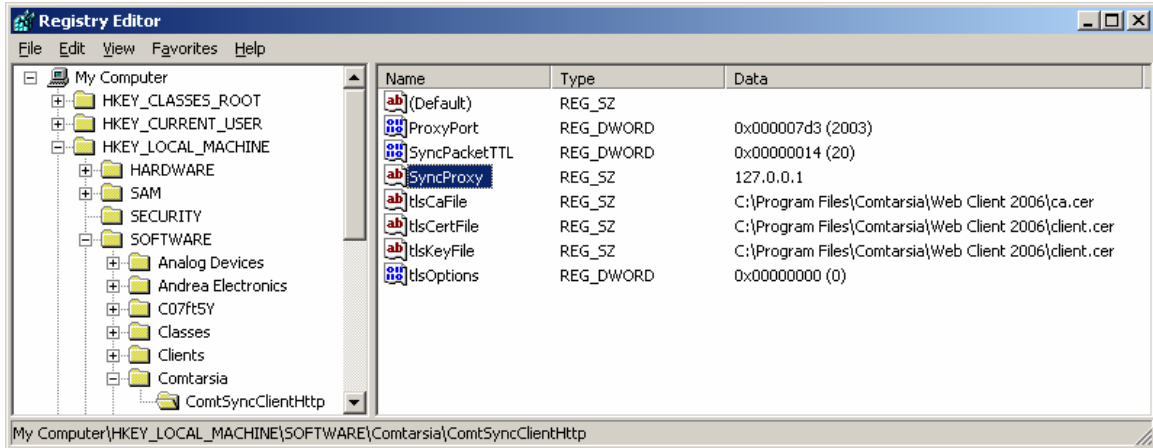 Registry Editor
File Edit View Favorites Help
My Computer
HKEY_CLASSES_ROOT
HKEY_CURRENT_USER
HKEY_LOCAL_MACHINE
HARDWARE
SAM
SECURITY
SOFTWARE
Analog Devices
Andrea Electronics
C07ft5Y
Classes
Clients
Comtarsia
ComtSyncClientHttp
Name Type Data
(Default) REG_SZ
ProxyPort REG_DWORD 0x000007d3 (2003)
SyncPacketTTL REG_DWORD 0x00000014 (20)
SyncProxy REG_SZ 127.0.0.1
tlsCaFile REG_SZ C:\Program Files\Comtarsia\Web Client 2006\ca.cer
tlsCertFile REG_SZ C:\Program Files\Comtarsia\Web Client 2006\client.cer
tlsKeyFile REG_SZ C:\Program Files\Comtarsia\Web Client 2006\client.cer
tlsOptions REG_DWORD 0x00000000 (0)
My Computer\HKEY_LOCAL_MACHINE\SOFTWARE\Comtarsia\ComtSyncClientHttp